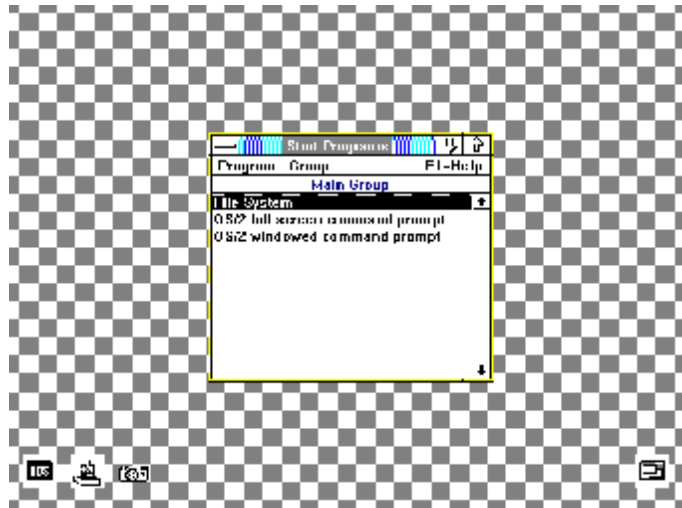 Start Programs
Program Group F1=Help
Main Group
File System
OS/2 full screen command prompt
OS/2 windowed command prompt
DOS